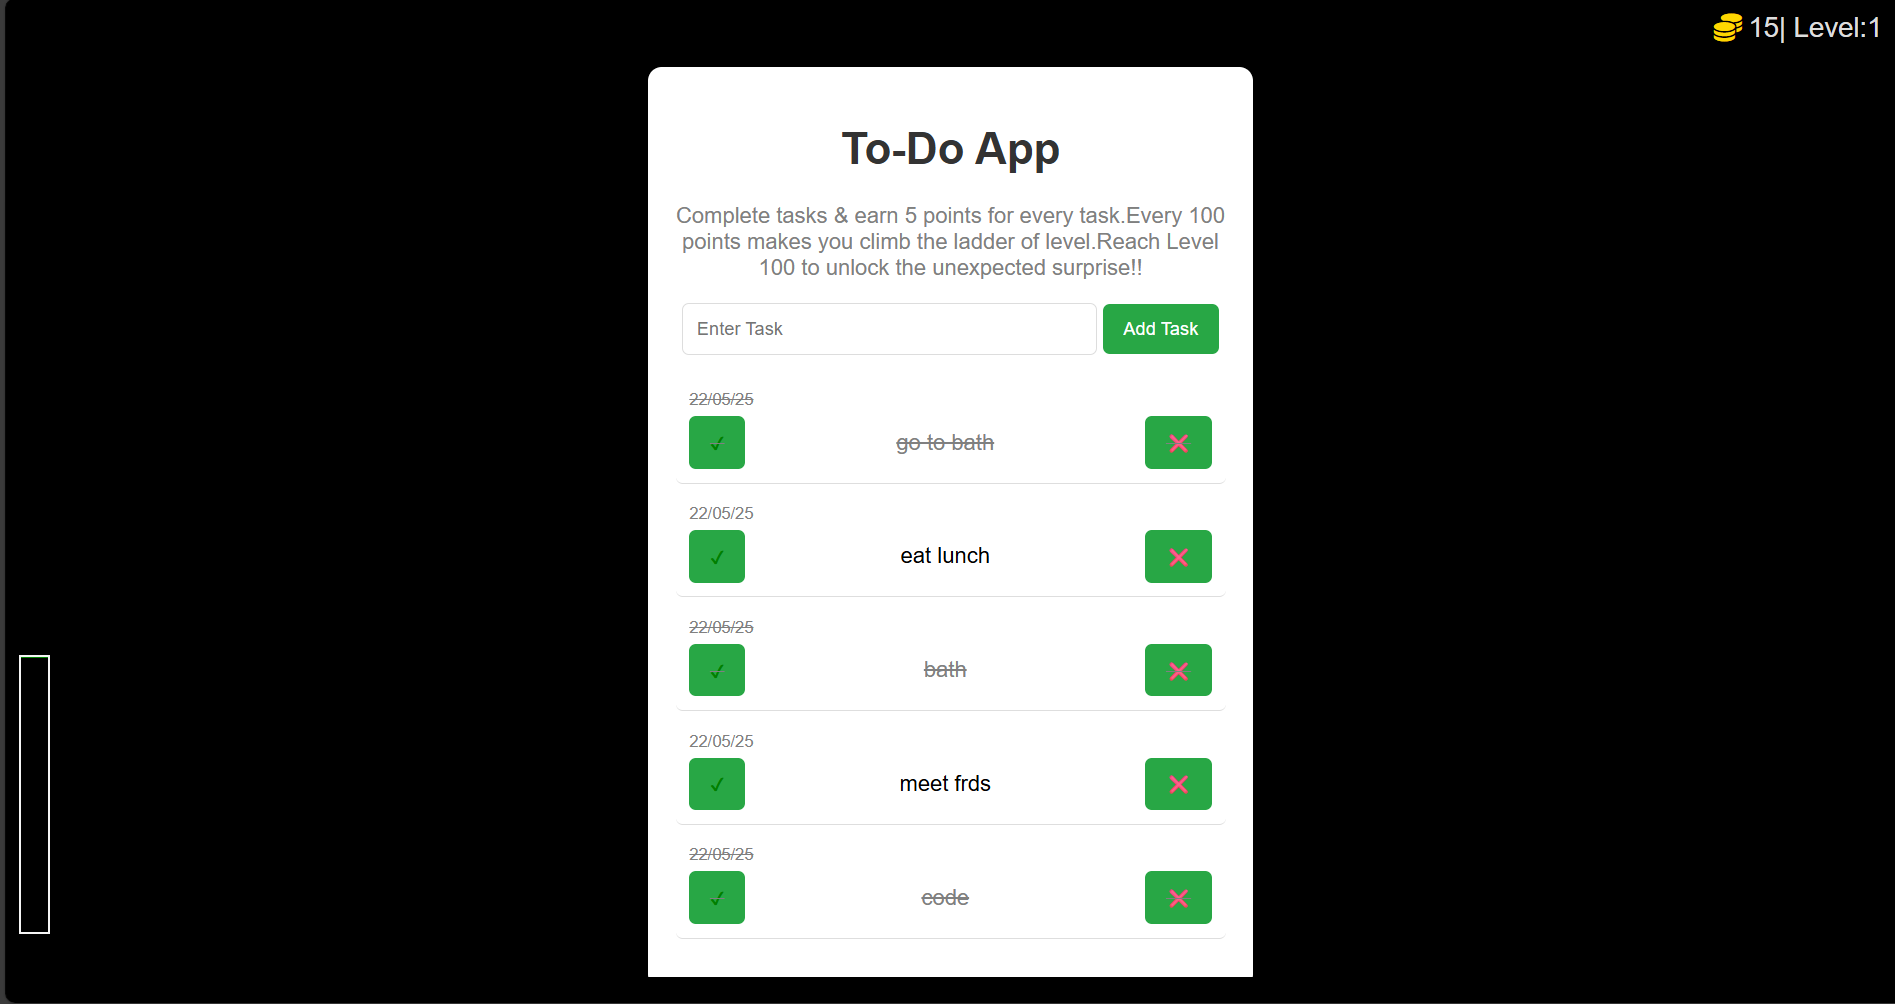 15| Level:1
To-Do App
Complete tasks & earn 5 points for every task.Every 100
points makes you climb the ladder of level.Reach Level
100 to unlock the unexpected surprise!!
Enter Task
Add Task
22/05/25
go to bath
22/05/25
eat lunch
22/05/25
bath
22/05/25
meet frds
22/05/25
code